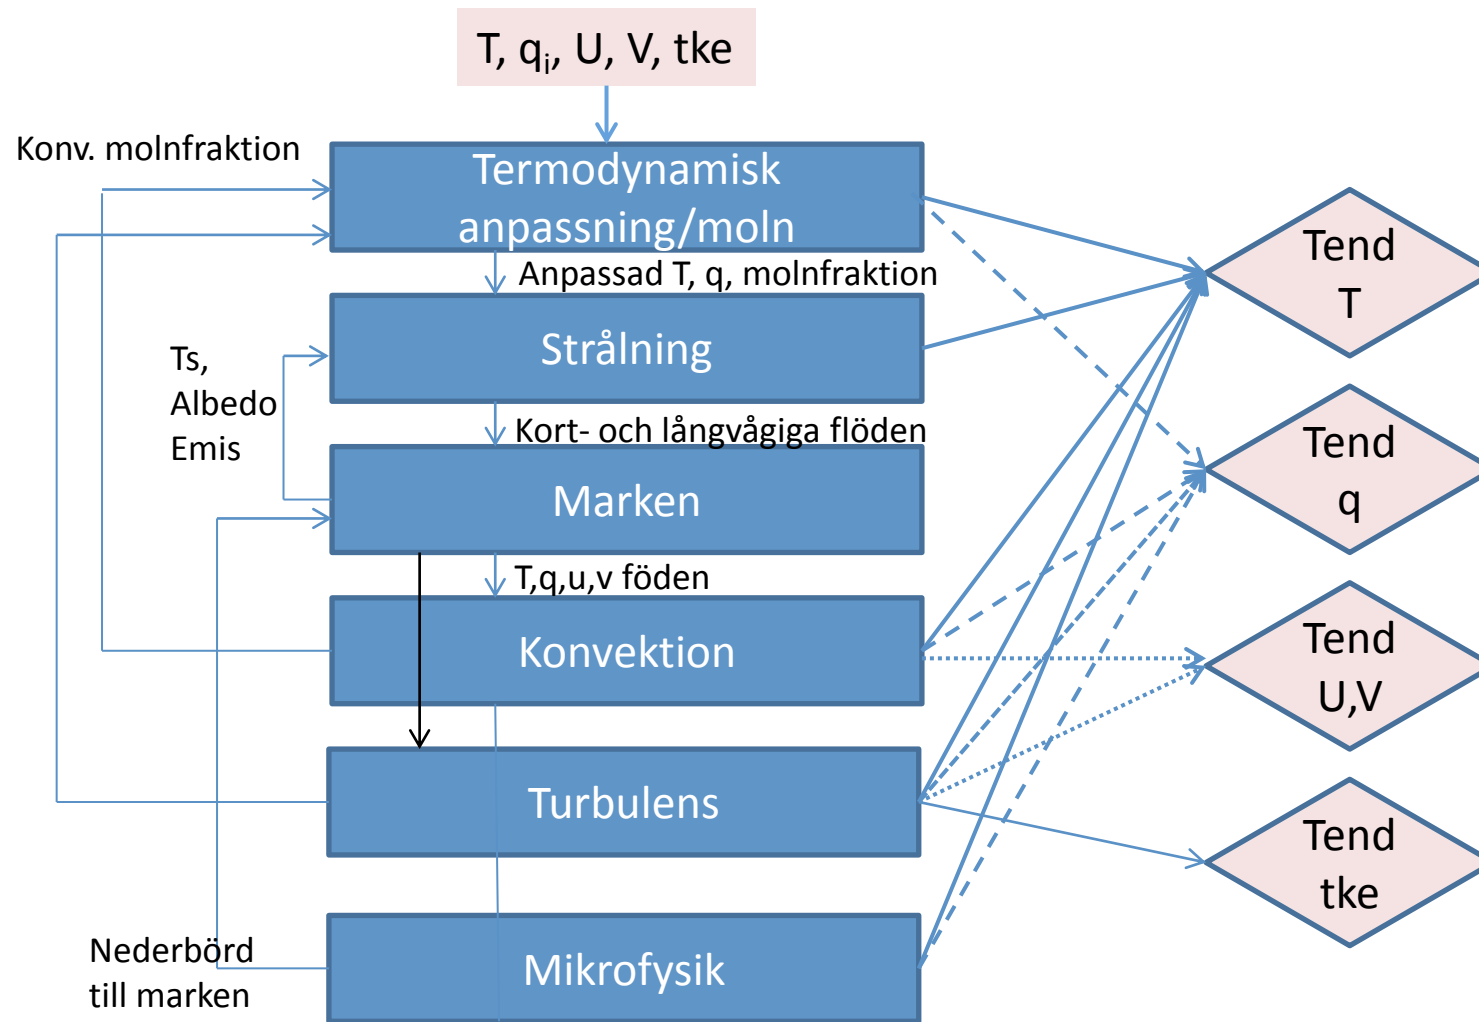 T, qi, U, V, tke
Konv. molnfraktion
Termodynamisk
anpassning/moln
Anpassad T, q, molnfraktion
Strålning
Ts,
Albedo
Emis
Kort- och långvågiga flöden
Marken
T,q,u,v föden
Konvektion
Turbulens
Mikrofysik
Nederbörd
till marken
Tend
T
Tend
q
Tend
U,V
Tend
tke